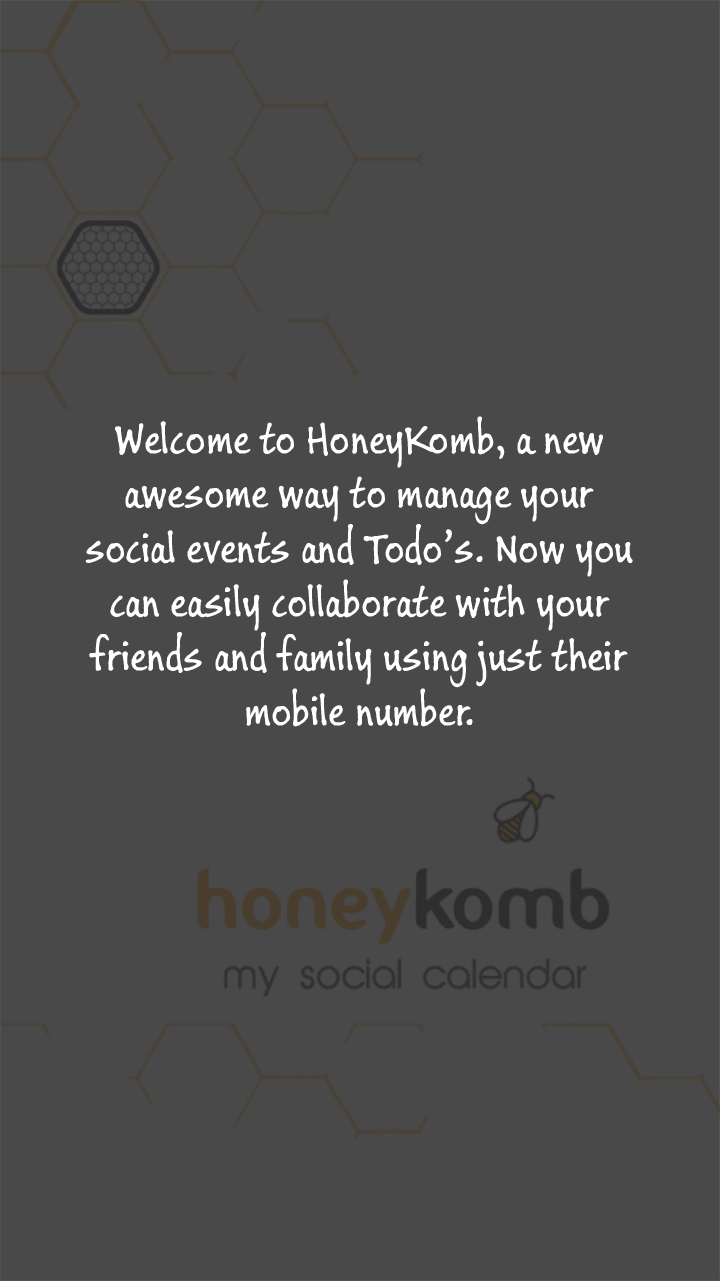 Welcome to HoneyKomb, a new
awesome way to manage your
social events and Todo's. Now you
can easily collaborate with your
friends and family using just their
mobile number.
honeykomb
my social calendar